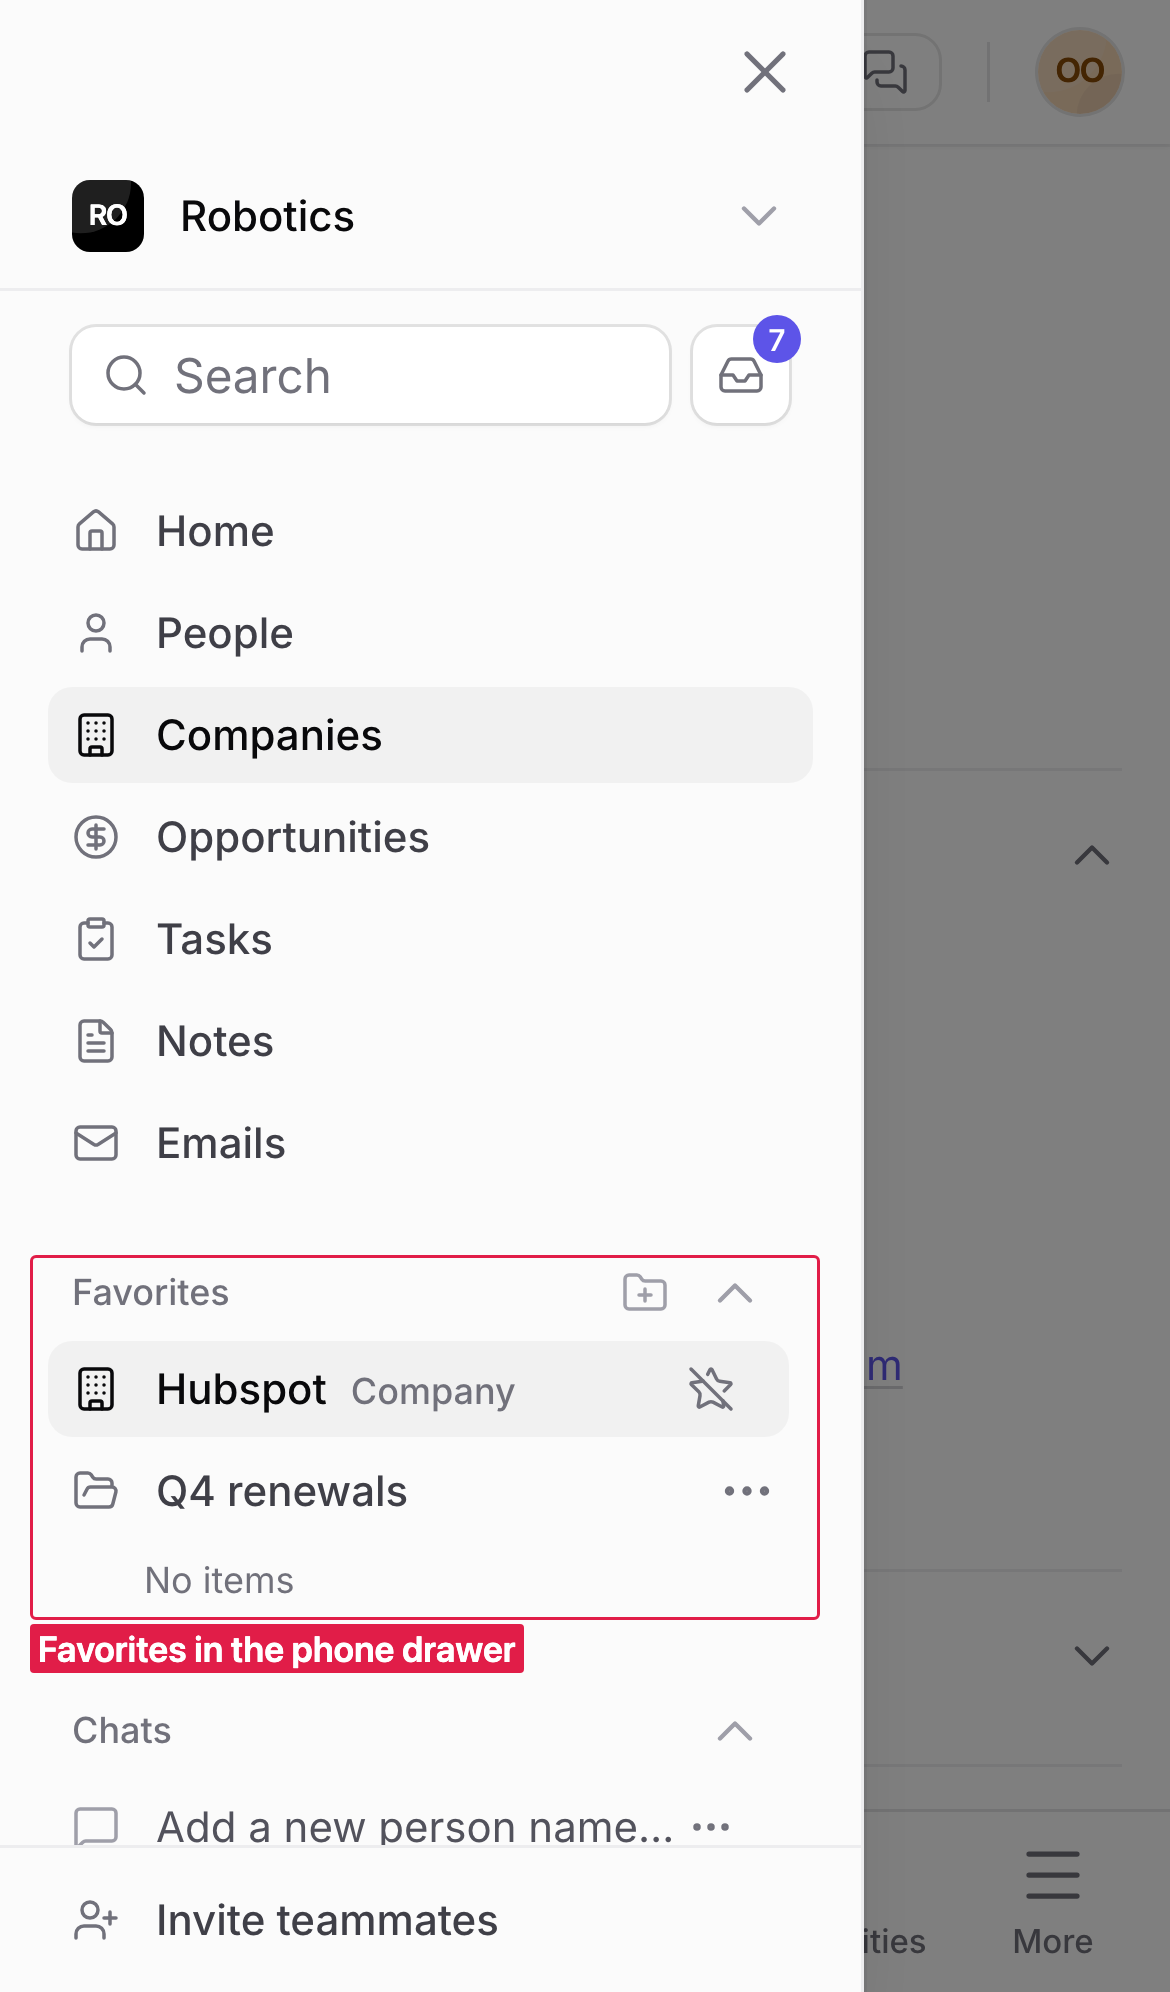 OO
RO Robotics
Search
7
Home
People
Companies
Opportunities
Tasks
Notes
Emails
Favorites
Hubspot Company
m
Q4 renewals
No items
Favorites in the phone drawer
Chats
Add a new person name...
Invite teammates
ities
More